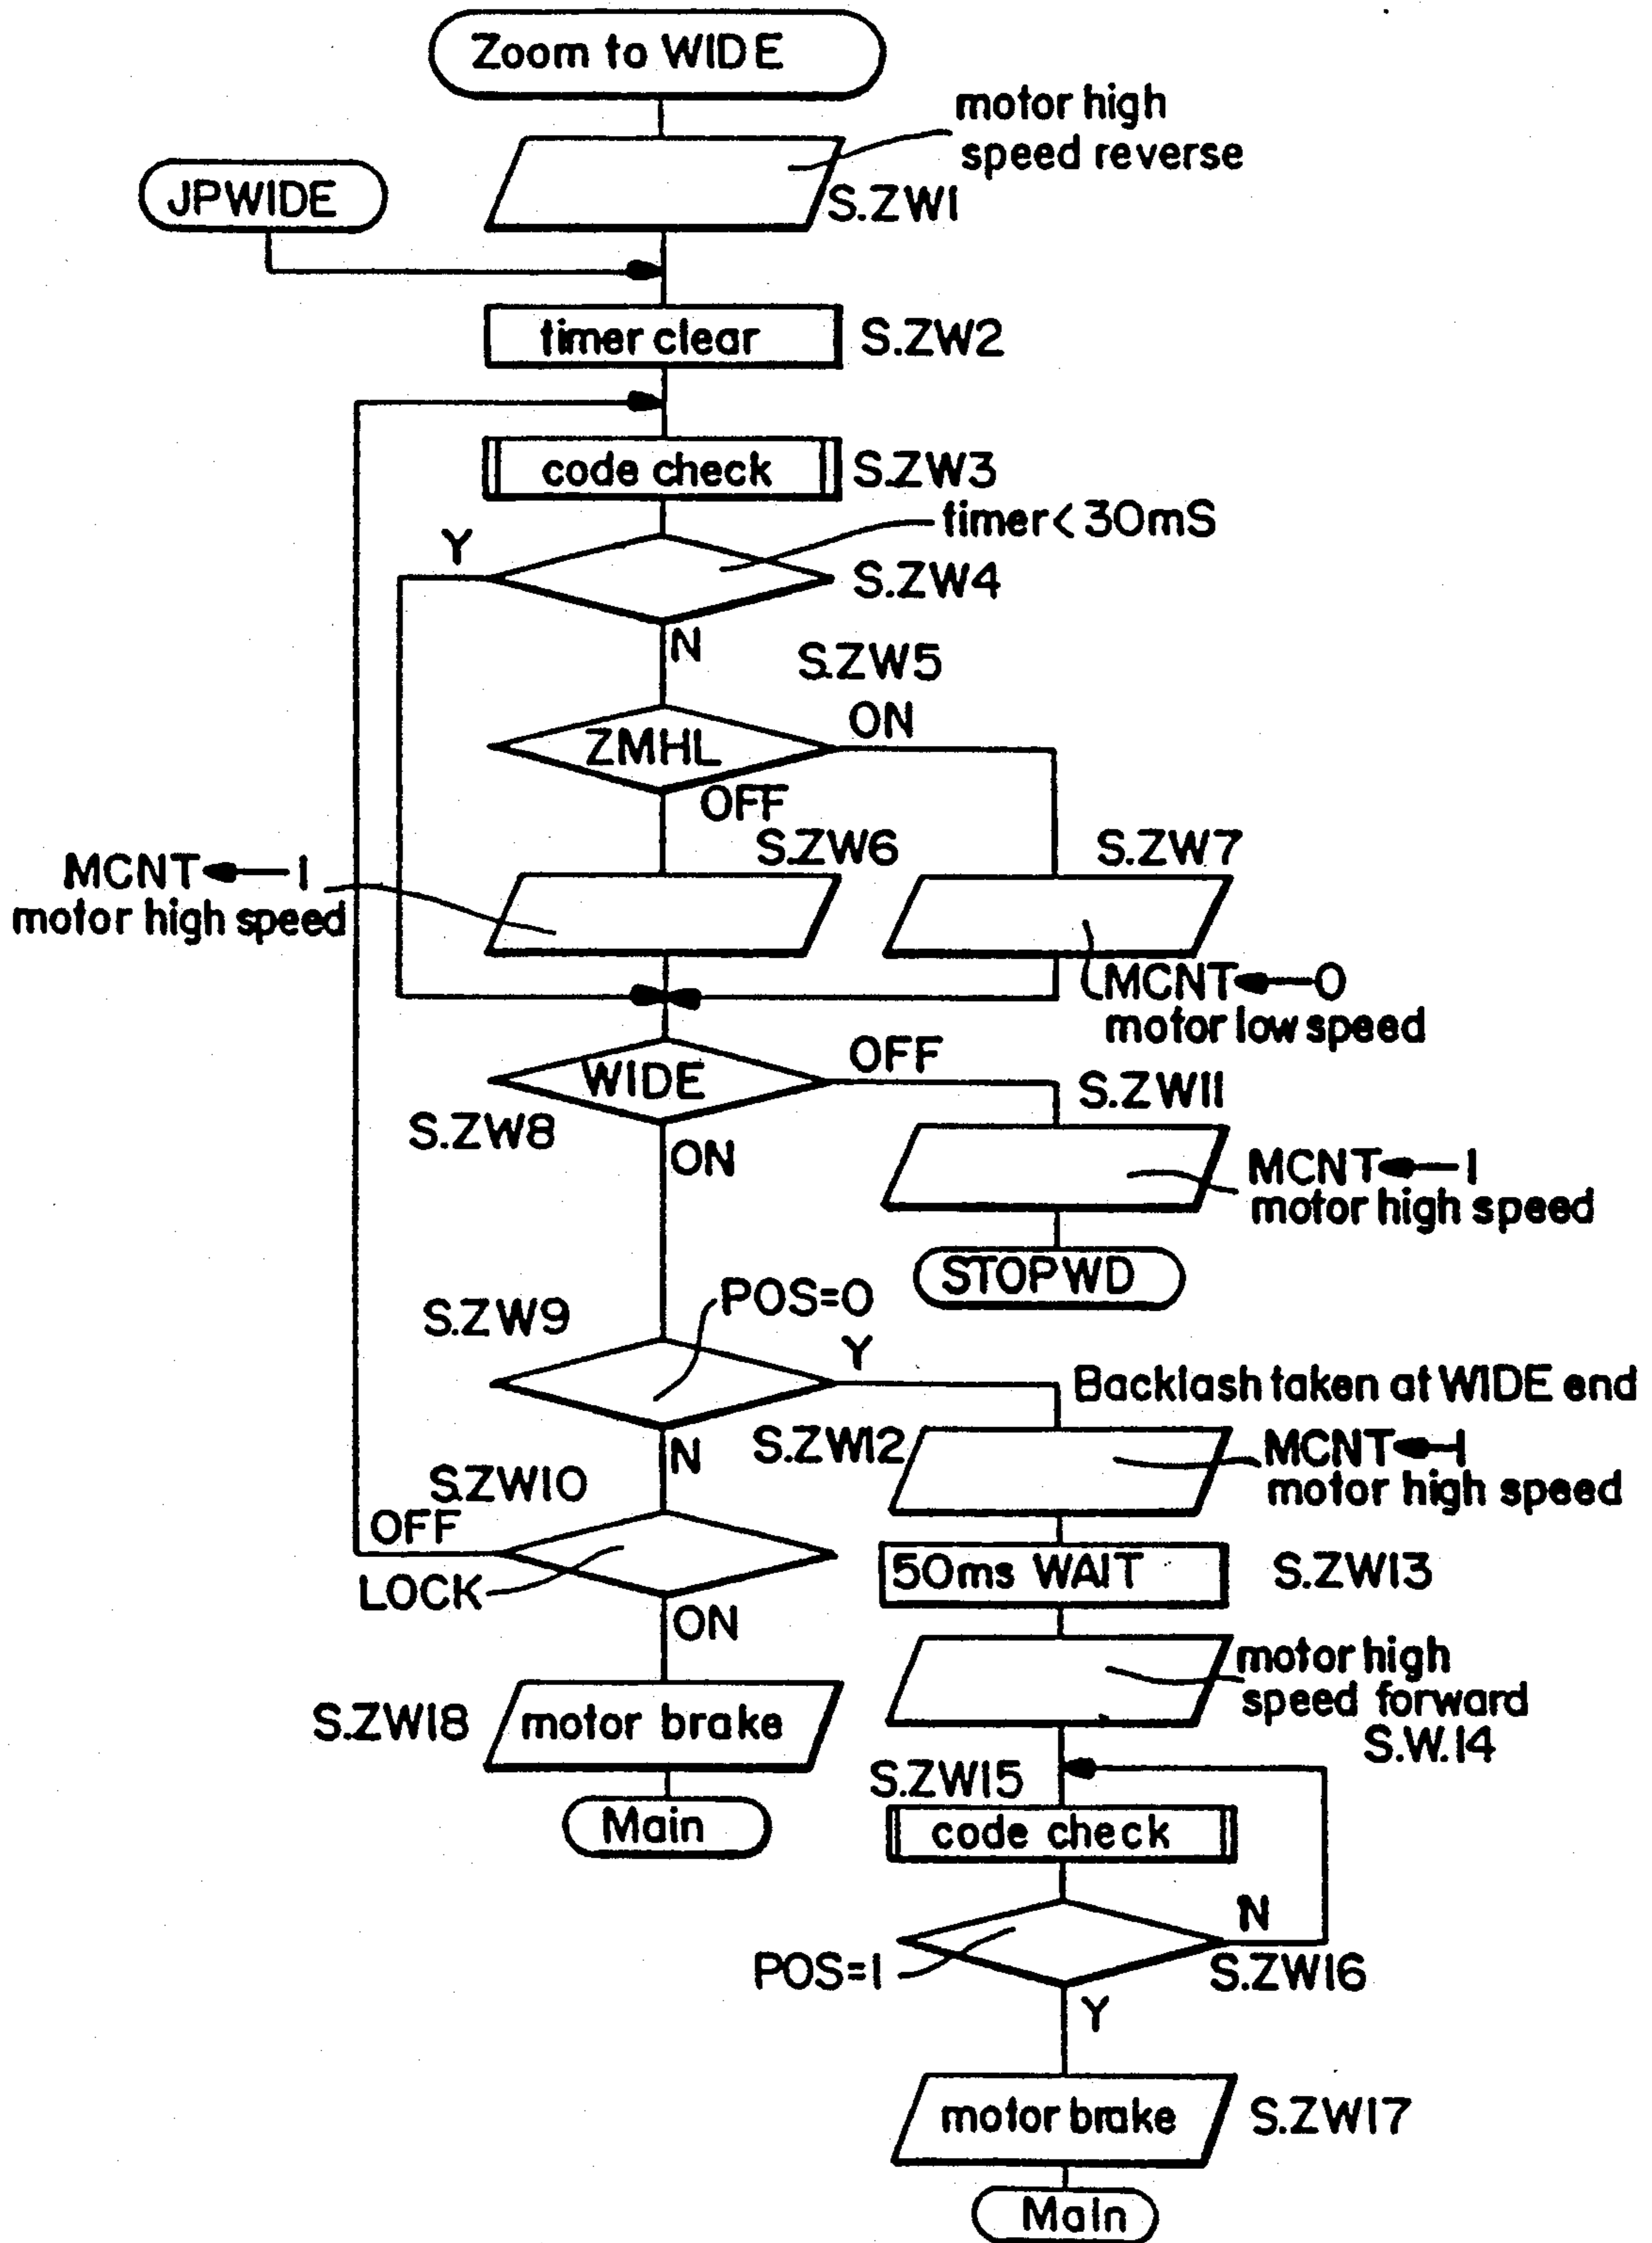 Zoom to WIDE
motor high
speed reverse
S.ZW1
JPWIDE
timer clear
S.ZW2
code check
S.ZW3
timer<30mS
Y
S.ZW4
N
S.ZW5
ZMHL
ON
OFF
S.ZW6
S.ZW7
MCNT←1
motor high speed
MCNT←0
motor low speed
WIDE
OFF
S.ZW8
ON
S.ZW11
MCNT←1
motor high speed
STOPWD
POS=0
S.ZW9
Y
Backlash taken at WIDE end
N
S.ZW12
MCNT←1
motor high speed
S.ZW10
OFF
LOCK
ON
50ms WAIT
S.ZW13
motor high
speed forward
S.W.14
S.ZW18
motor brake
Main
S.ZW15
code check
N
POS=1
S.ZW16
Y
motor brake
S.ZW17
Main